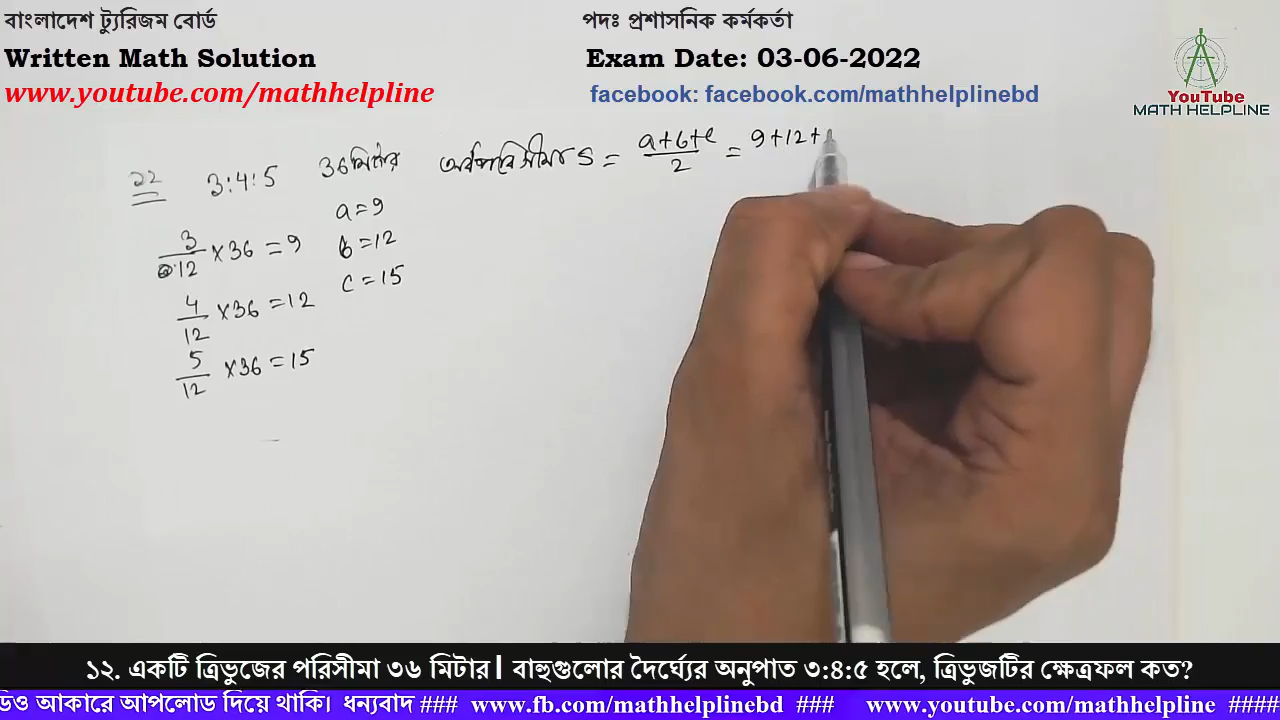 বাংলাদেশ ট্যুরিজম বোর্ড
পদঃ প্রশাসনিক কর্মকর্তা
Written Math Solution
Exam Date: 03-06-2022
www.youtube.com/mathhelpline
facebook: facebook.com/mathhelplinebd
YouTube
MATH HELPLINE
১২ 3:4:5 36 মিটার
অর্ধপরিসীমা S = a+b+c/2 = 9+12+
a=9
3/12 ×36 =9
b=12
c=15
4/12 ×36 =12
5/12 ×36 =15
১২. একটি ত্রিভুজের পরিসীমা ৩৬ মিটার। বাহুগুলোর দৈর্ঘ্যের অনুপাত ৩:৪:৫ হলে, ত্রিভুজটির ক্ষেত্রফল কত?
ডিও আকারে আপলোড দিয়ে থাকি। ধন্যবাদ ### www.fb.com/mathhelplinebd ### www.youtube.com/mathhelpline ####